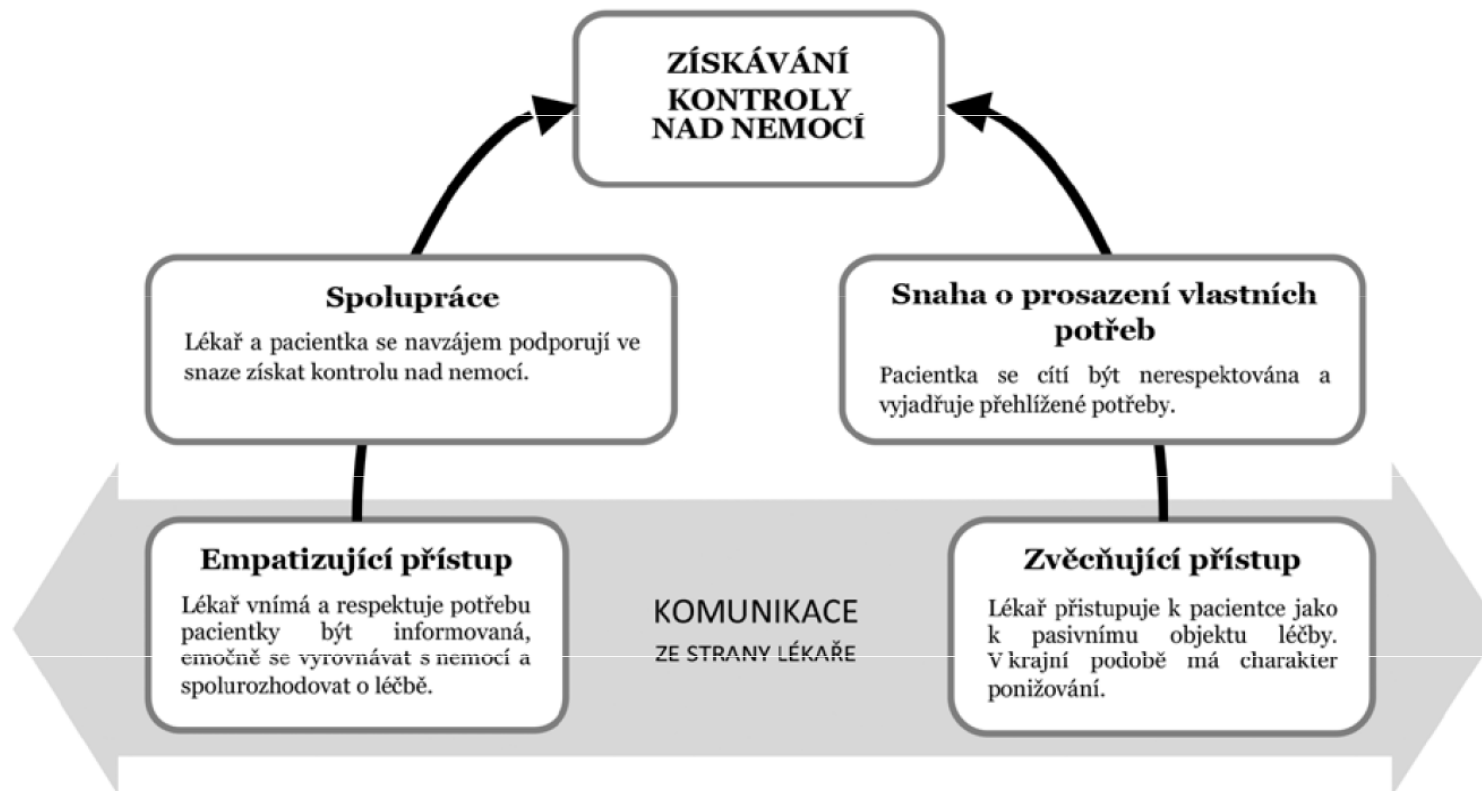 ZÍSKÁVÁNÍ
KONTROLY
NAD NEMOCÍ
Spolupráce
Lékař a pacientka se navzájem podporují ve
snaze získat kontrolu nad nemocí.
Snaha o prosazení vlastních
potřeb
Pacientka se cítí být nerespektována a
vyjadřuje přehlížené potřeby.
Empatizující přístup
Lékař vnímá a respektuje potřebu
pacientky být informovaná,
emočně se vyrovnávat s nemocí a
spolurozhodovat o léčbě.
KOMUNIKACE
ZE STRANY LÉKAŘE
Zvěcňující přístup
Lékař přistupuje k pacientce jako
k pasivnímu objektu léčby.
V krajní podobě má charakter
ponižování.